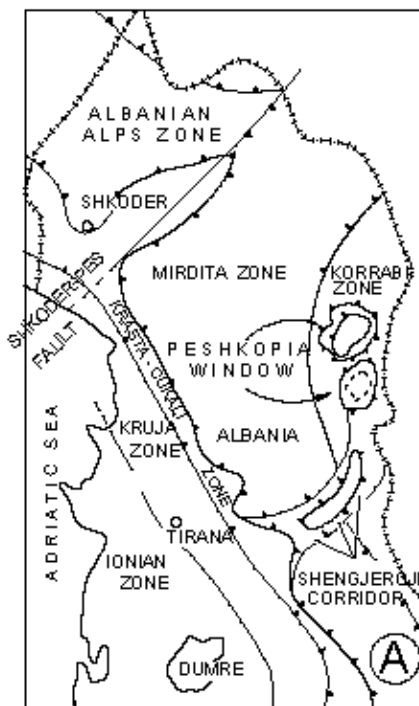 ALBANIAN
ALPS ZONE
SHKODER
MIRDITA ZONE
KORRABE
ZONE
SHKODER-PES
FAULT
KRASTA - CUKALI
ZONE
PESHKOPIA
WINDOW
KRUJA
ZONE
ALBANIA
ADRIATIC SEA
TIRANA
IONIAN
ZONE
SHENGJERGJI
CORRIDOR
DUMRE
A